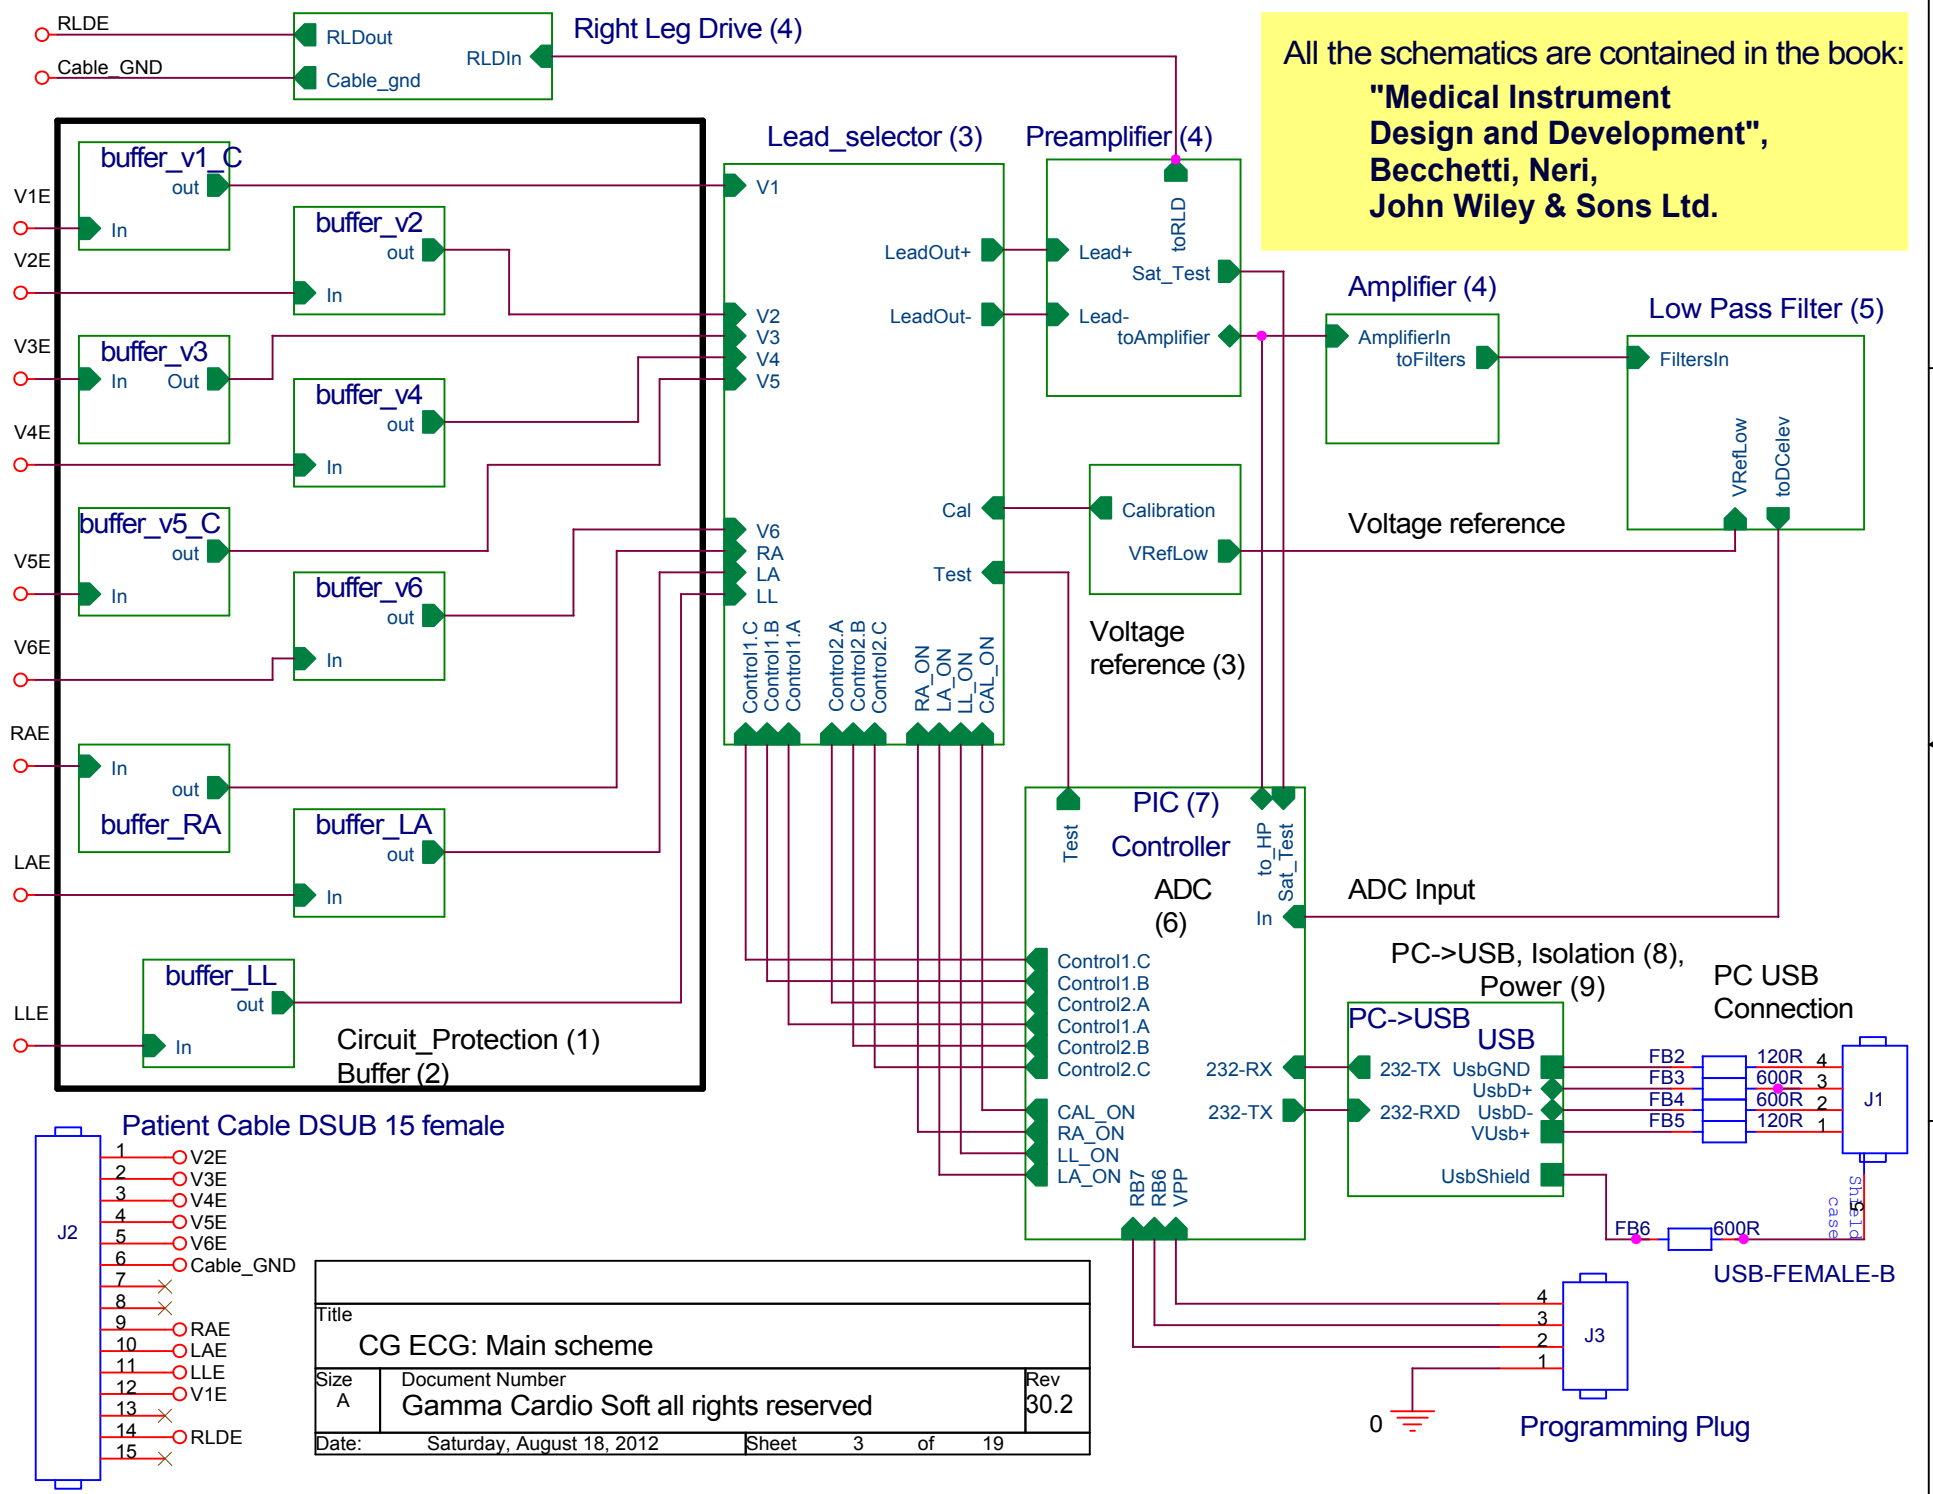 RLDE
Cable_GND
RLDout
Cable_gnd
RLDIn
Right Leg Drive (4)
All the schematics are contained in the book:
"Medical Instrument
Design and Development",
Becchetti, Neri,
John Wiley & Sons Ltd.
V1E
V2E
V3E
V4E
V5E
V6E
RAE
LAE
LLE
buffer_v1_C
out
In
buffer_v2
out
In
buffer_v3
In
Out
buffer_v4
out
In
buffer_v5_C
out
In
buffer_v6
out
In
In
out
buffer_RA
buffer_LA
out
In
buffer_LL
out
In
Circuit_Protection (1)
Buffer (2)
Lead_selector (3)
V1
V2
V3
V4
V5
V6
RA
LA
LL
LeadOut+
LeadOut-
Cal
Test
Control1.C
Control1.B
Control1.A
Control2.A
Control2.B
Control2.C
RA_ON
LA_ON
LL_ON
CAL_ON
Preamplifier (4)
toRLD
Lead+
Sat_Test
Lead-
toAmplifier
Amplifier (4)
AmplifierIn
toFilters
Low Pass Filter (5)
FiltersIn
VRefLow
toDCelev
Calibration
VRefLow
Voltage reference
Voltage
reference (3)
PIC (7)
Controller
ADC
(6)
Test
to_HP
Sat_Test
In
ADC Input
Control1.C
Control1.B
Control2.A
Control1.A
Control2.B
Control2.C
CAL_ON
RA_ON
LL_ON
LA_ON
232-RX
232-TX
RB7
RB6
VPP
PC->USB, Isolation (8),
Power (9)
PC->USB
USB
232-TX
232-RXD
UsbGND
UsbD+
UsbD-
VUsb+
UsbShield
PC USB
Connection
FB2
120R
4
FB3
600R
3
FB4
600R
2
FB5
120R
1
J1
Shield
case
5
FB6
600R
USB-FEMALE-B
4
3
2
1
J3
0
Programming Plug
Patient Cable DSUB 15 female
J2
1
V2E
2
V3E
3
V4E
4
V5E
5
V6E
6
Cable_GND
7
8
9
RAE
10
LAE
11
LLE
12
V1E
13
14
RLDE
15
Title
CG ECG: Main scheme
Size
A
Document Number
Gamma Cardio Soft all rights reserved
Rev
30.2
Date: Saturday, August 18, 2012 Sheet 3 of 19